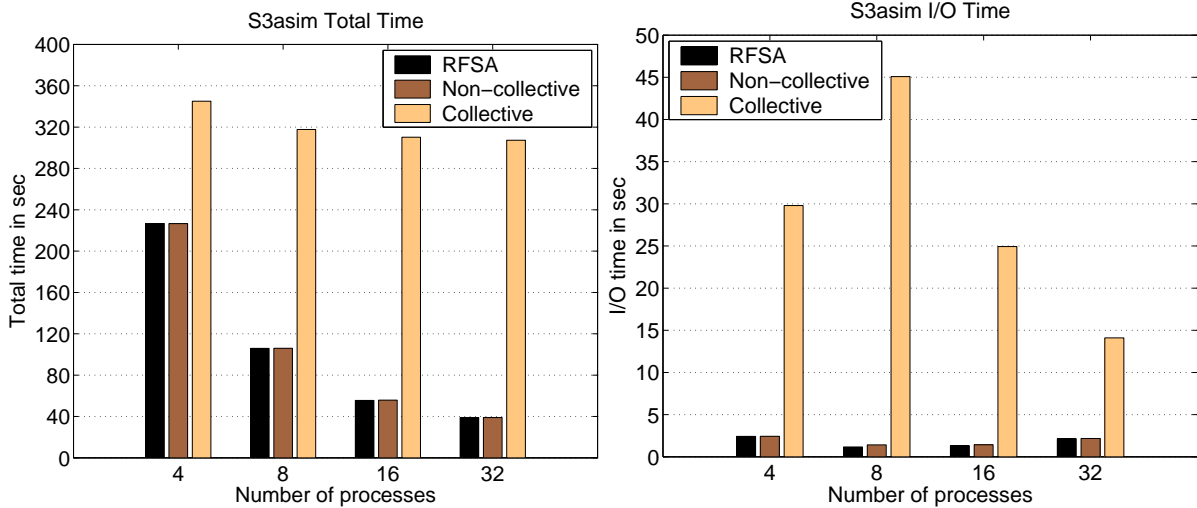 S3asim Total Time
400
360
320
280
240
200
160
120
80
40
0
Total time in sec
RFSA
Non-collective
Collective
4 8 16 32
Number of processes
S3asim I/O Time
50
45
40
35
30
25
20
15
10
5
0
I/O time in sec
RFSA
Non-collective
Collective
4 8 16 32
Number of processes